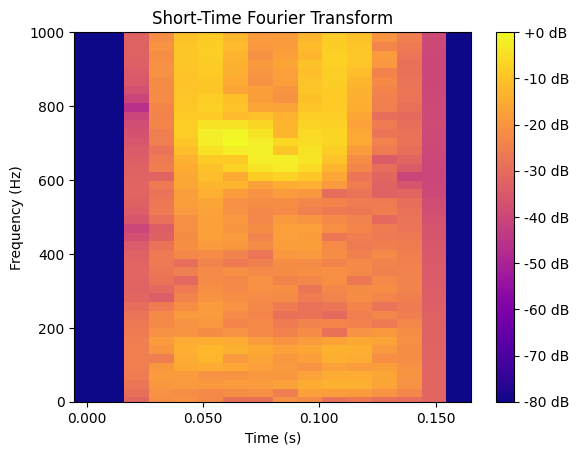 Short-Time Fourier Transform
1000
800
600
400
200
0
Frequency (Hz)
0.000
0.050
0.100
0.150
Time (s)
+0 dB
-10 dB
-20 dB
-30 dB
-40 dB
-50 dB
-60 dB
-70 dB
-80 dB